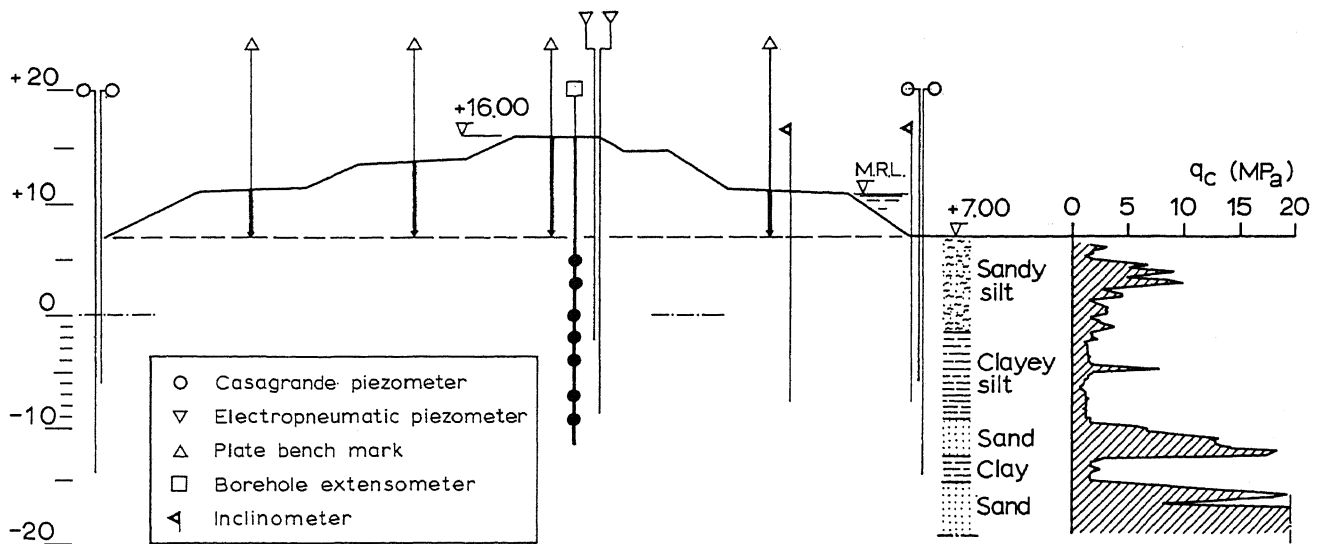 +20
+10
0
-10
-20
+16.00
M.R.L.
+7.00
qc (MPa)
0 5 10 15 20
Sandy
silt
Clayey
silt
Sand
Clay
Sand
Casagrande piezometer
Electropneumatic piezometer
Plate bench mark
Borehole extensometer
Inclinometer